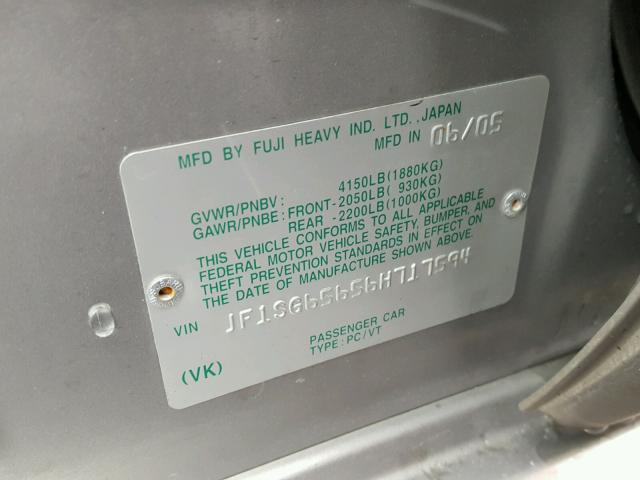 MFD BY FUJI HEAVY IND. LTD.,JAPAN
MFD IN 06/05
GVWR/PNBV: 4150LB(1880KG)
GAWR/PNBE: FRONT-2050LB( 930KG)
REAR -2200LB(1000KG)
THIS VEHICLE CONFORMS TO ALL APPLICABLE
FEDERAL MOTOR VEHICLE SAFETY, BUMPER, AND
THEFT PREVENTION STANDARDS IN EFFECT ON
THE DATE OF MANUFACTURE SHOWN ABOVE.
VIN
PASSENGER CAR
(VK) TYPE:PC/VT